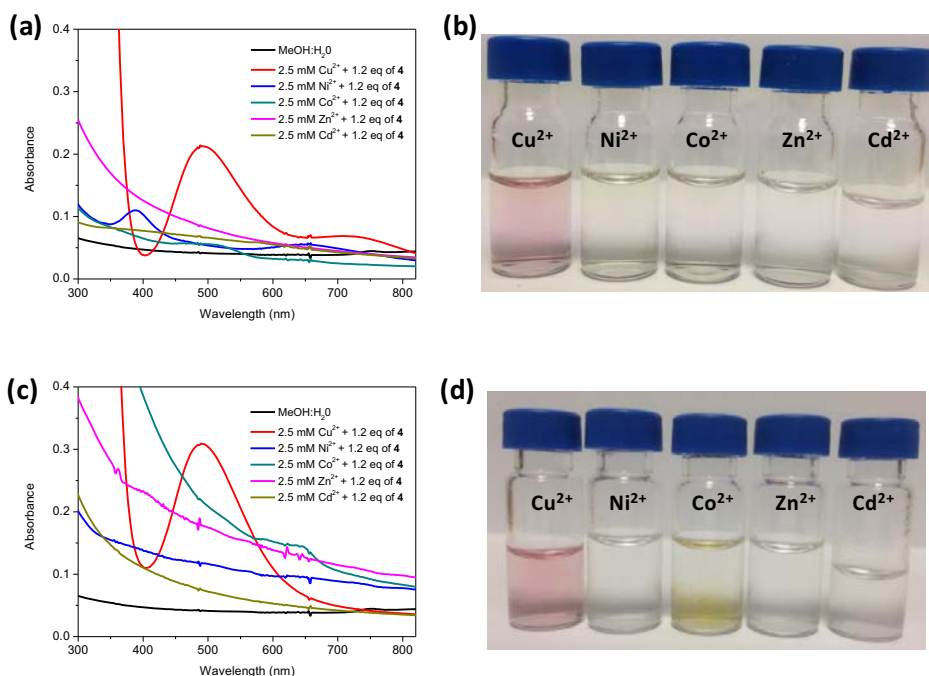 (a)
0.4
0.3
0.2
0.1
0.0
Absorbance
300 400 500 600 700 800
Wavelength (nm)
MeOH:H₂0
2.5 mM Cu²⁺ + 1.2 eq of 4
2.5 mM Ni²⁺ + 1.2 eq of 4
2.5 mM Co²⁺ + 1.2 eq of 4
2.5 mM Zn²⁺ + 1.2 eq of 4
2.5 mM Cd²⁺ + 1.2 eq of 4
(b)
Cu²⁺ Ni²⁺ Co²⁺ Zn²⁺ Cd²⁺
(c)
0.4
0.3
0.2
0.1
0.0
Absorbance
300 400 500 600 700 800
Wavelength (nm)
MeOH:H₂0
2.5 mM Cu²⁺ + 1.2 eq of 4
2.5 mM Ni²⁺ + 1.2 eq of 4
2.5 mM Co²⁺ + 1.2 eq of 4
2.5 mM Zn²⁺ + 1.2 eq of 4
2.5 mM Cd²⁺ + 1.2 eq of 4
(d)
Cu²⁺ Ni²⁺ Co²⁺ Zn²⁺ Cd²⁺